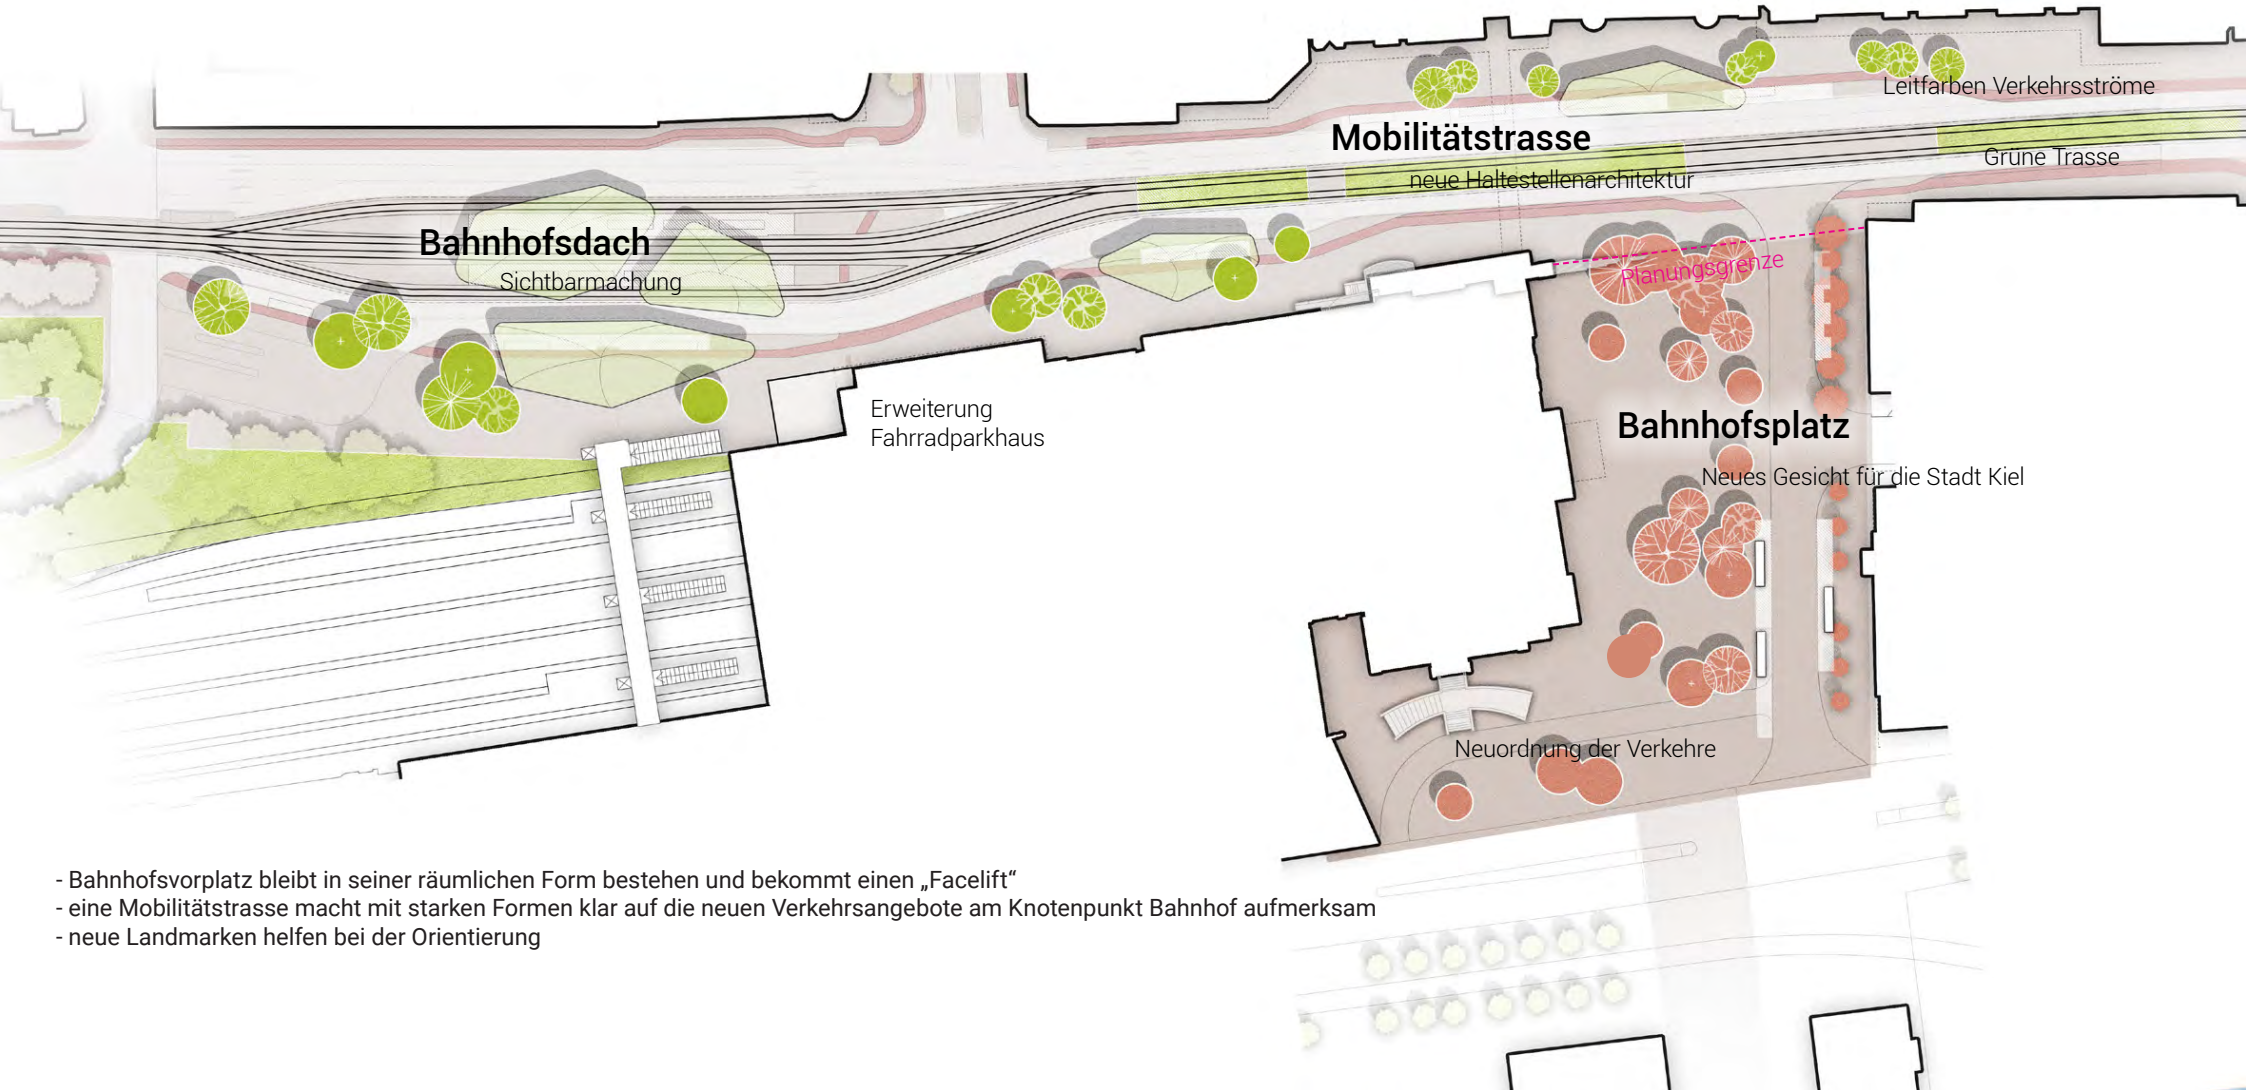 Leitfarben Verkehrsströme
Mobilitätstrasse
Grüne Trasse
neue Haltestellenarchitektur
Bahnhofsdach
Sichtbarmachung
Planungsgrenze
Erweiterung
Fahrradparkhaus
Bahnhofsplatz
Neues Gesicht für die Stadt Kiel
Neuordnung der Verkehre
- Bahnhofsvorplatz bleibt in seiner räumlichen Form bestehen und bekommt einen „Facelift“
- eine Mobilitätstrasse macht mit starken Formen klar auf die neuen Verkehrsangebote am Knotenpunkt Bahnhof aufmerksam
- neue Landmarken helfen bei der Orientierung